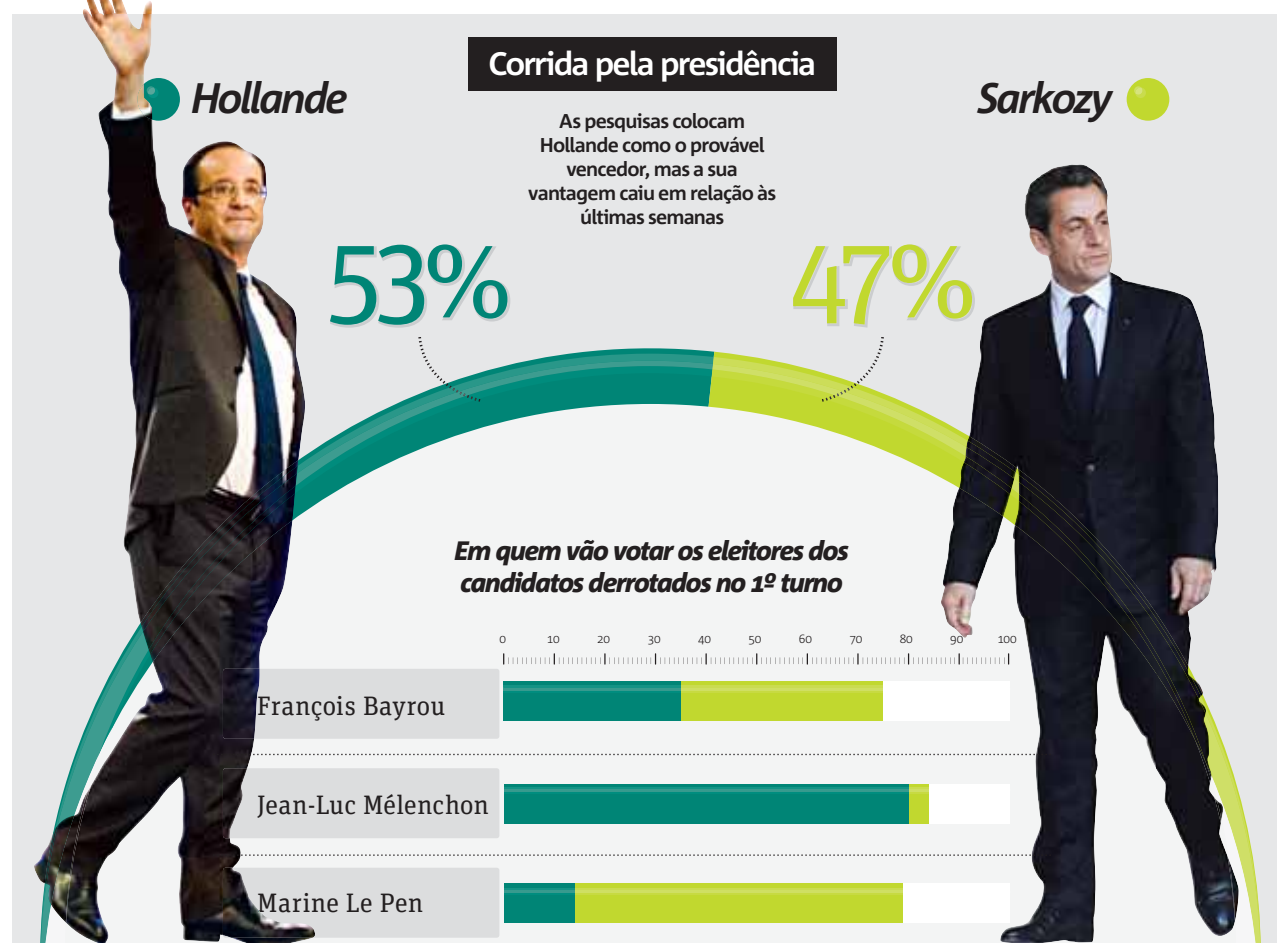 Corrida pela presidência
Hollande
Sarkozy
As pesquisas colocam
Hollande como o provável
vencedor, mas a sua
vantagem caiu em relação às
últimas semanas
53%
47%
Em quem vão votar os eleitores dos
candidatos derrotados no 1º turno
0 10 20 30 40 50 60 70 80 90 100
François Bayrou
Jean-Luc Mélenchon
Marine Le Pen